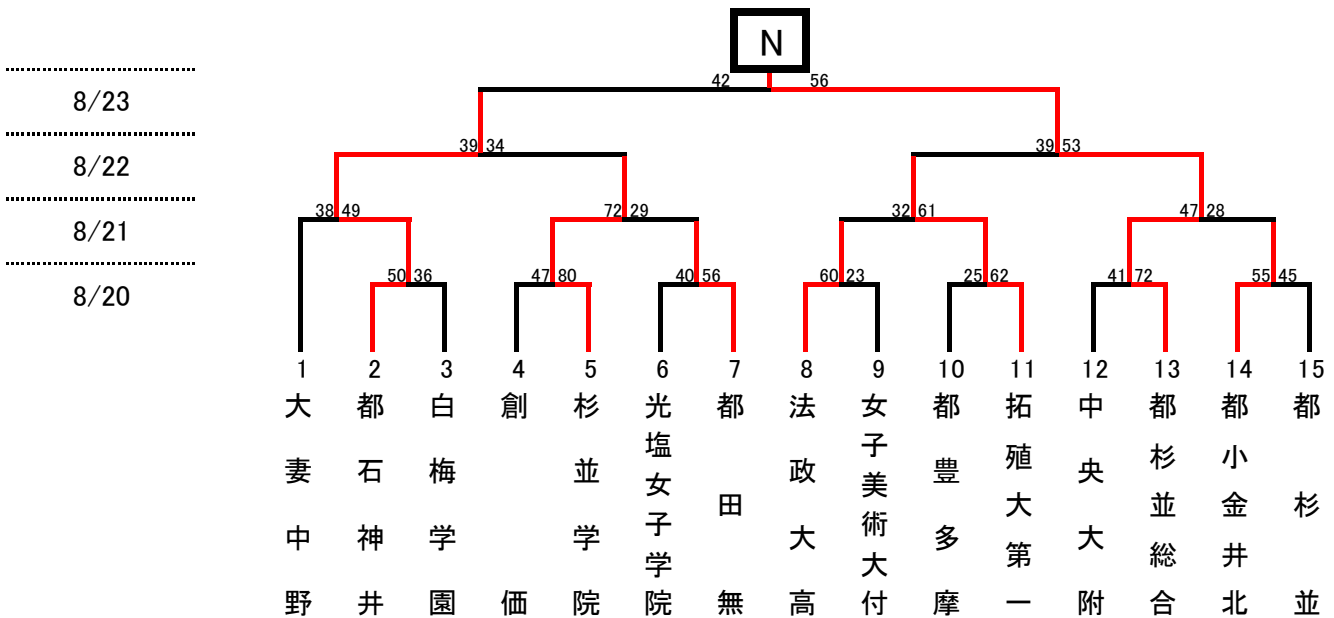 N
42 56
8/23
39 34 39 53
8/22
38 49 72 29 32 61 47 28
8/21
50 36 47 80 40 56 60 23 25 62 41 72 55 45
8/20
1 2 3 4 5 6 7 8 9 10 11 12 13 14 15
大妻中野
都石神井
白梅学園
創価
杉並学院
光塩女子学院
都田無
法政大高
女子美術大付
都豊多摩
拓殖大第一
中央大附
都杉並総合
都小金井北
都杉並